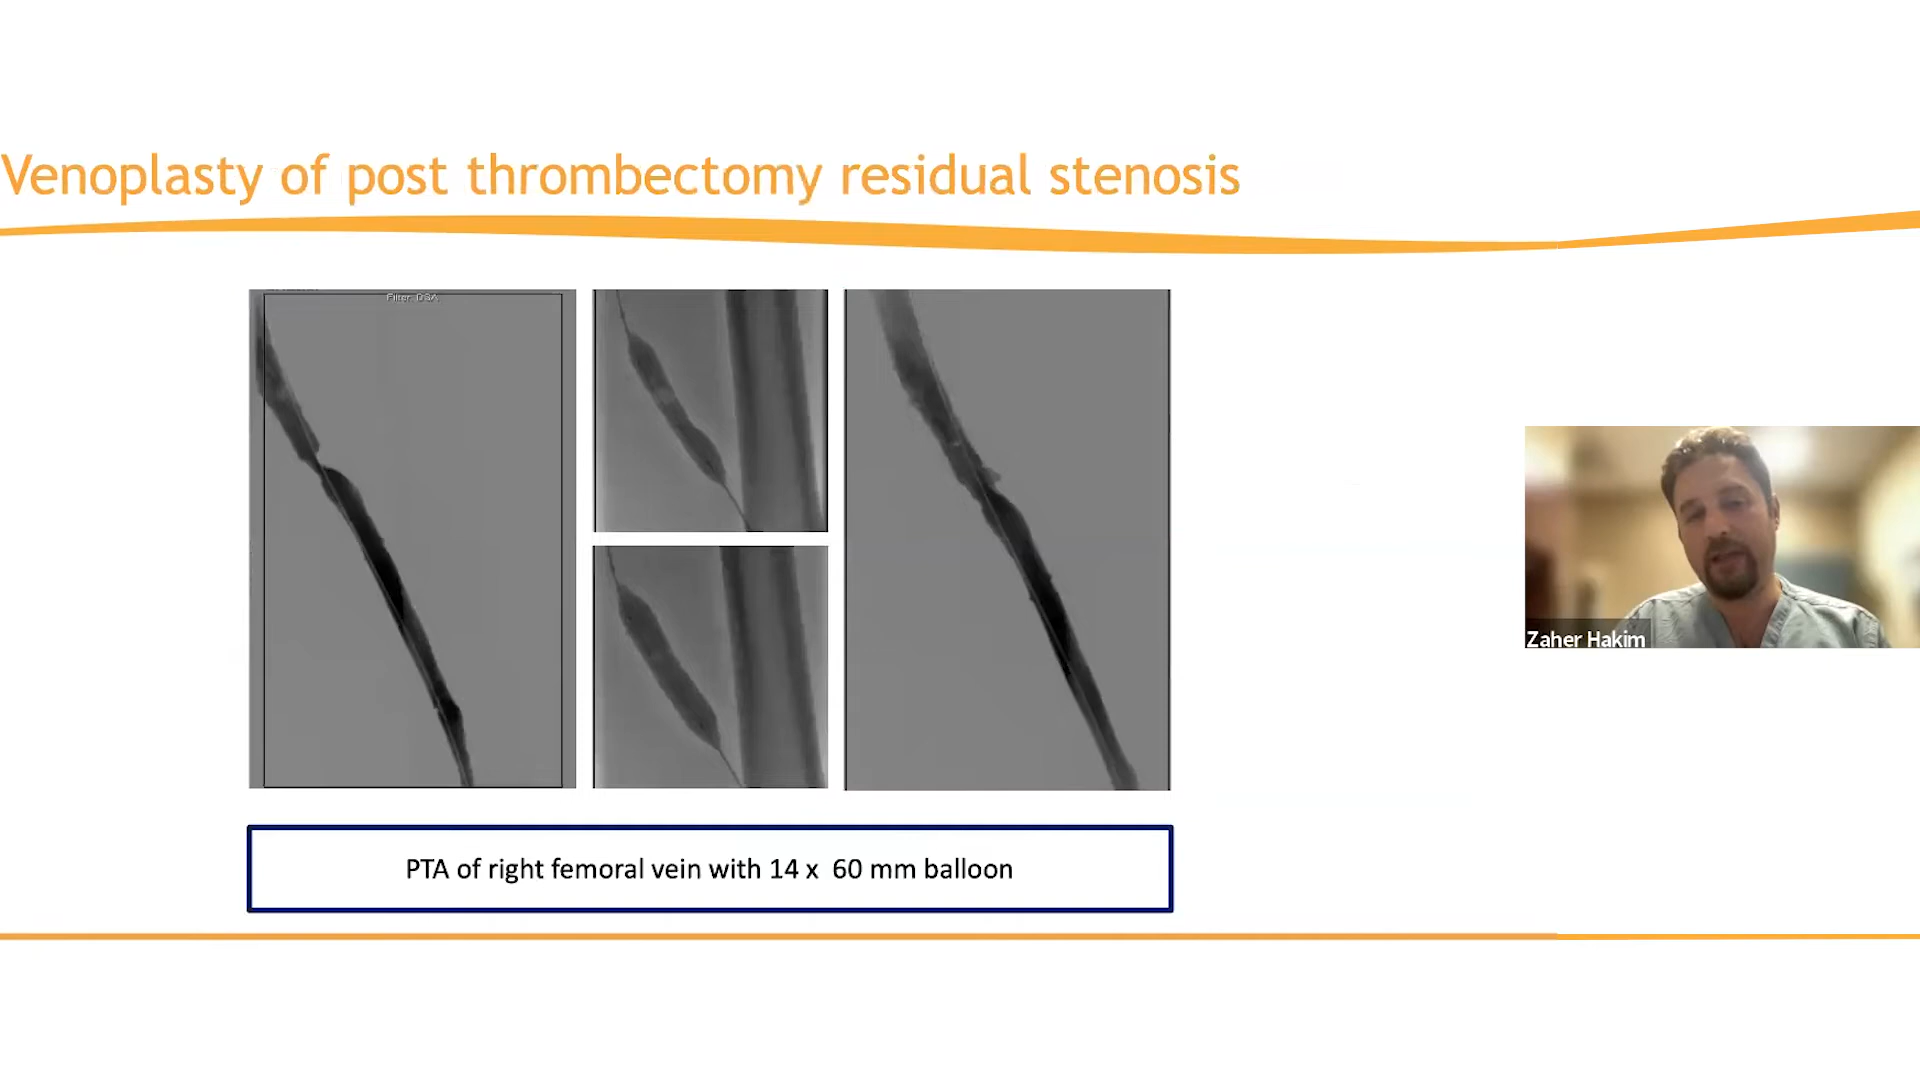 Venoplasty of post thrombectomy residual stenosis
Filter: DSA
Zaher Hakim
PTA of right femoral vein with 14 x  60 mm balloon